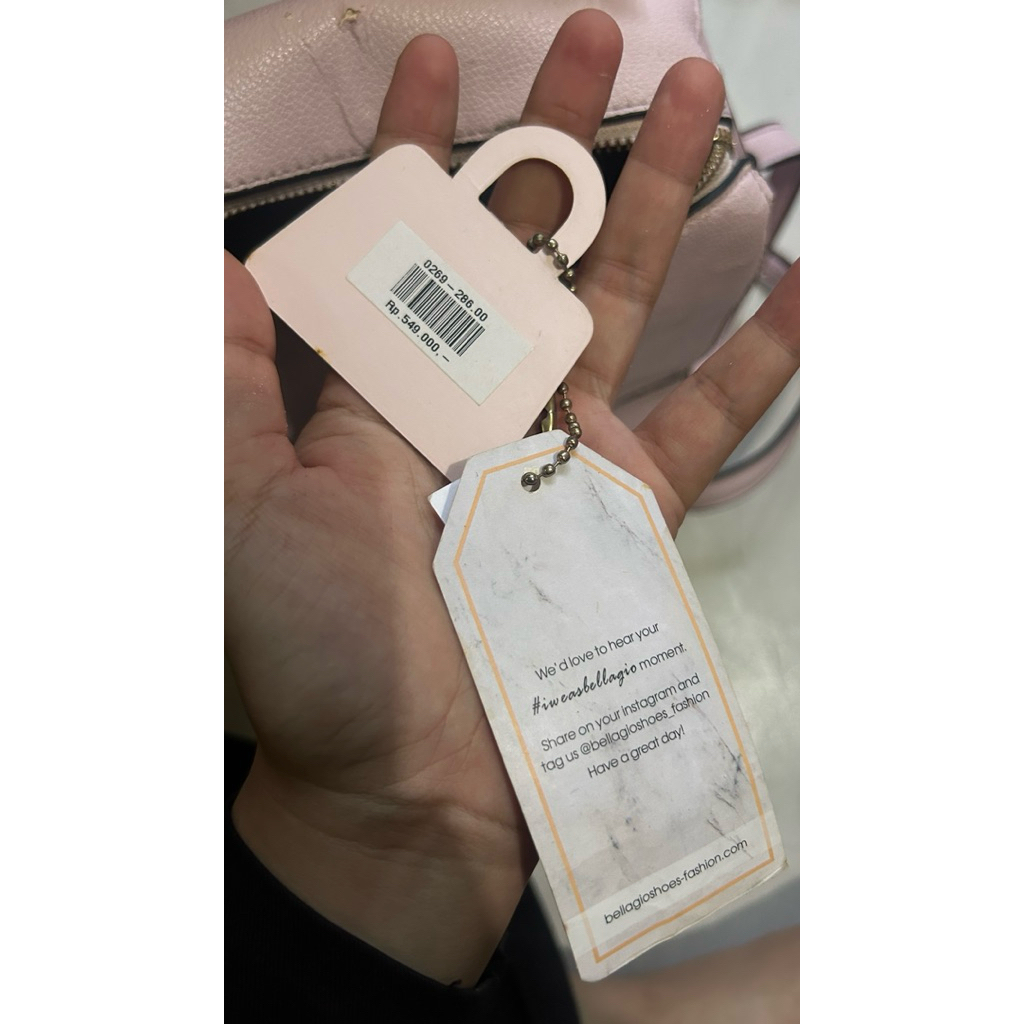 0269-286.00
Rp.549.000,-
We'd love to hear your
#iweasbellagio moment.
Share on your instagram and
tag us @bellagioshoes_fashion
Have a great day!
bellagioshoes-fashion.com